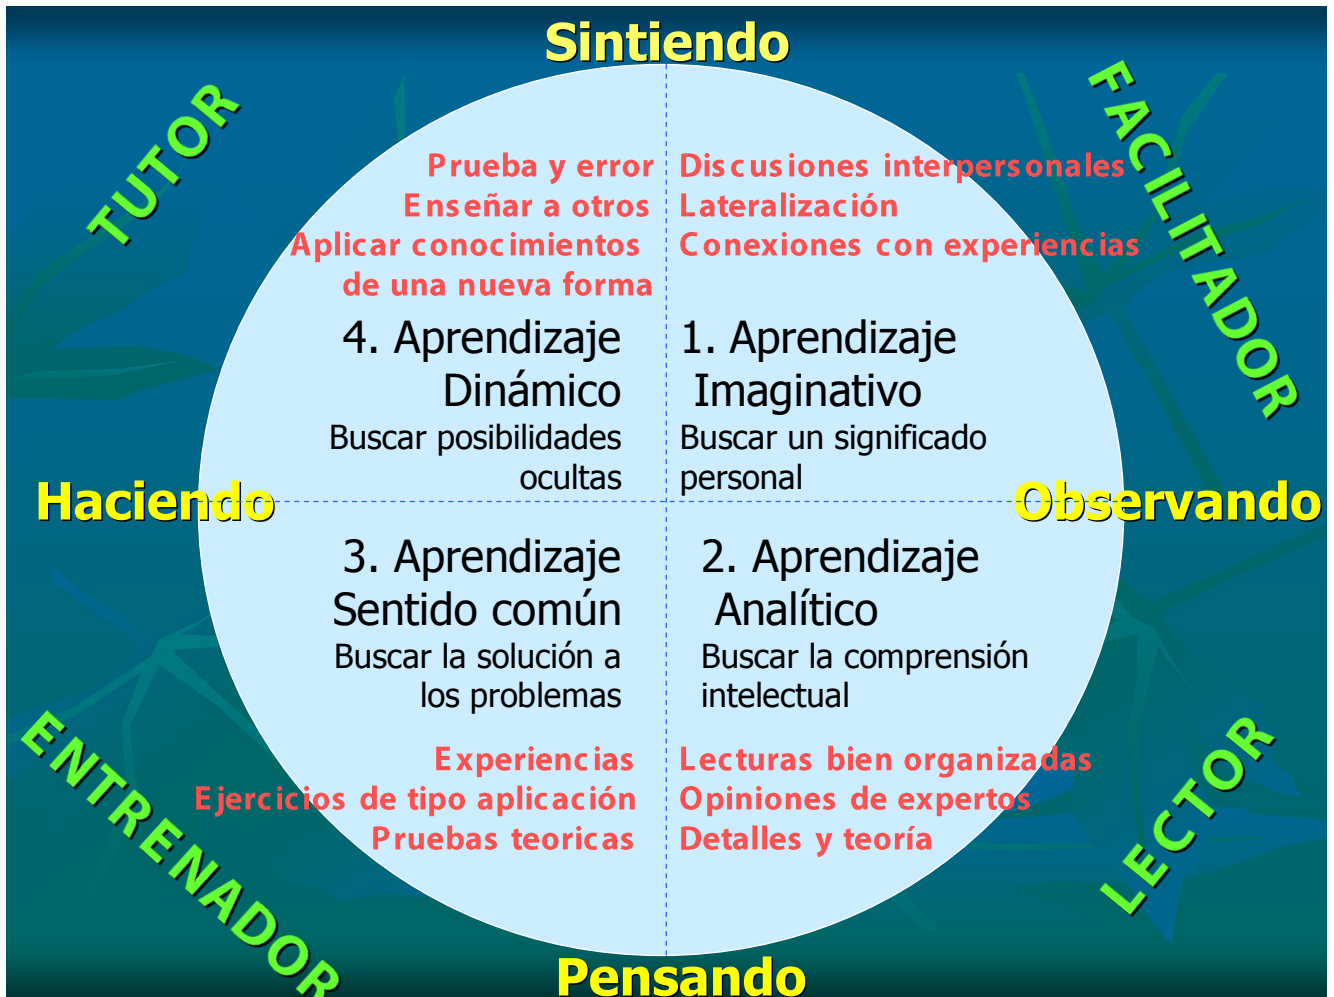 Sintiendo
TUTOR
FACILITADOR
Prueba y error
Enseñar a otros
Aplicar conocimientos
de una nueva forma
4. Aprendizaje
Dinámico
Buscar posibilidades
ocultas
Discusiones interpersonales
Lateralización
Conexiones con experiencias
1. Aprendizaje
Imaginativo
Buscar un significado
personal
Haciendo
Observando
3. Aprendizaje
Sentido común
Buscar la solución a
los problemas
Experiencias
Ejercicios de tipo aplicación
Pruebas teoricas
2. Aprendizaje
Analítico
Buscar la comprensión
intelectual
Lecturas bien organizadas
Opiniones de expertos
Detalles y teoría
ENTRENADOR
LECTOR
Pensando